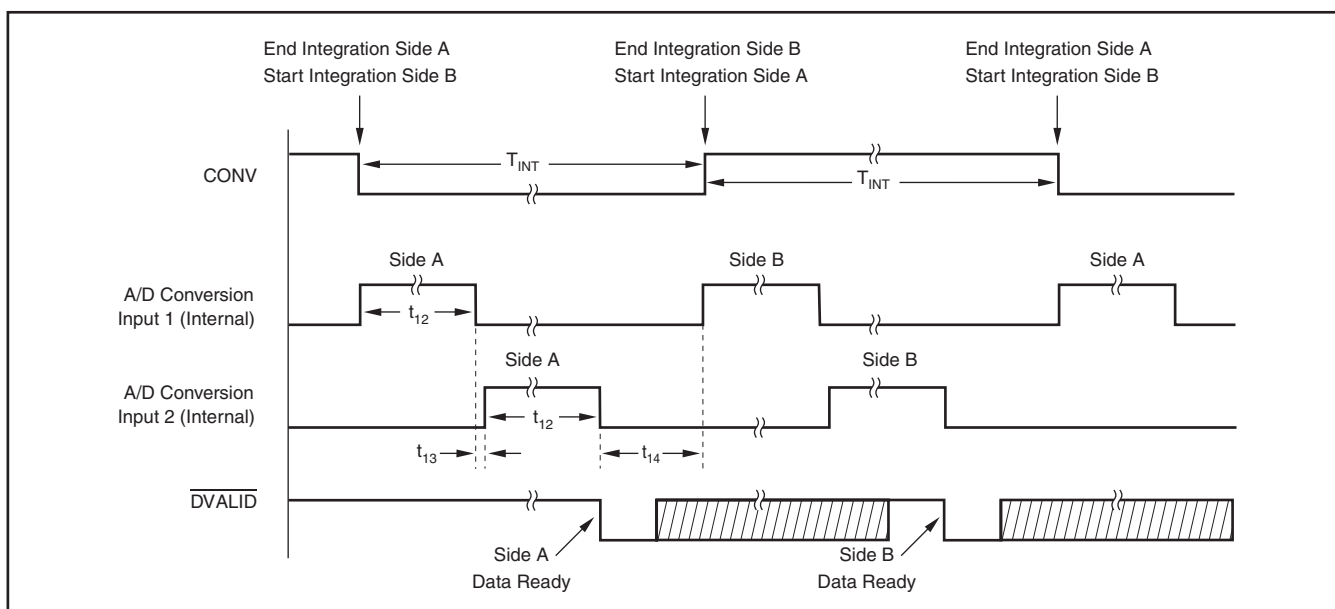 End Integration Side A
Start Integration Side B
End Integration Side B
Start Integration Side A
End Integration Side A
Start Integration Side B
CONV
TINT
TINT
Side A
Side B
Side A
A/D Conversion
Input 1 (Internal)
t12
Side A
Side B
A/D Conversion
Input 2 (Internal)
t12
t13
t14
DVALID
Side A
Data Ready
Side B
Data Ready